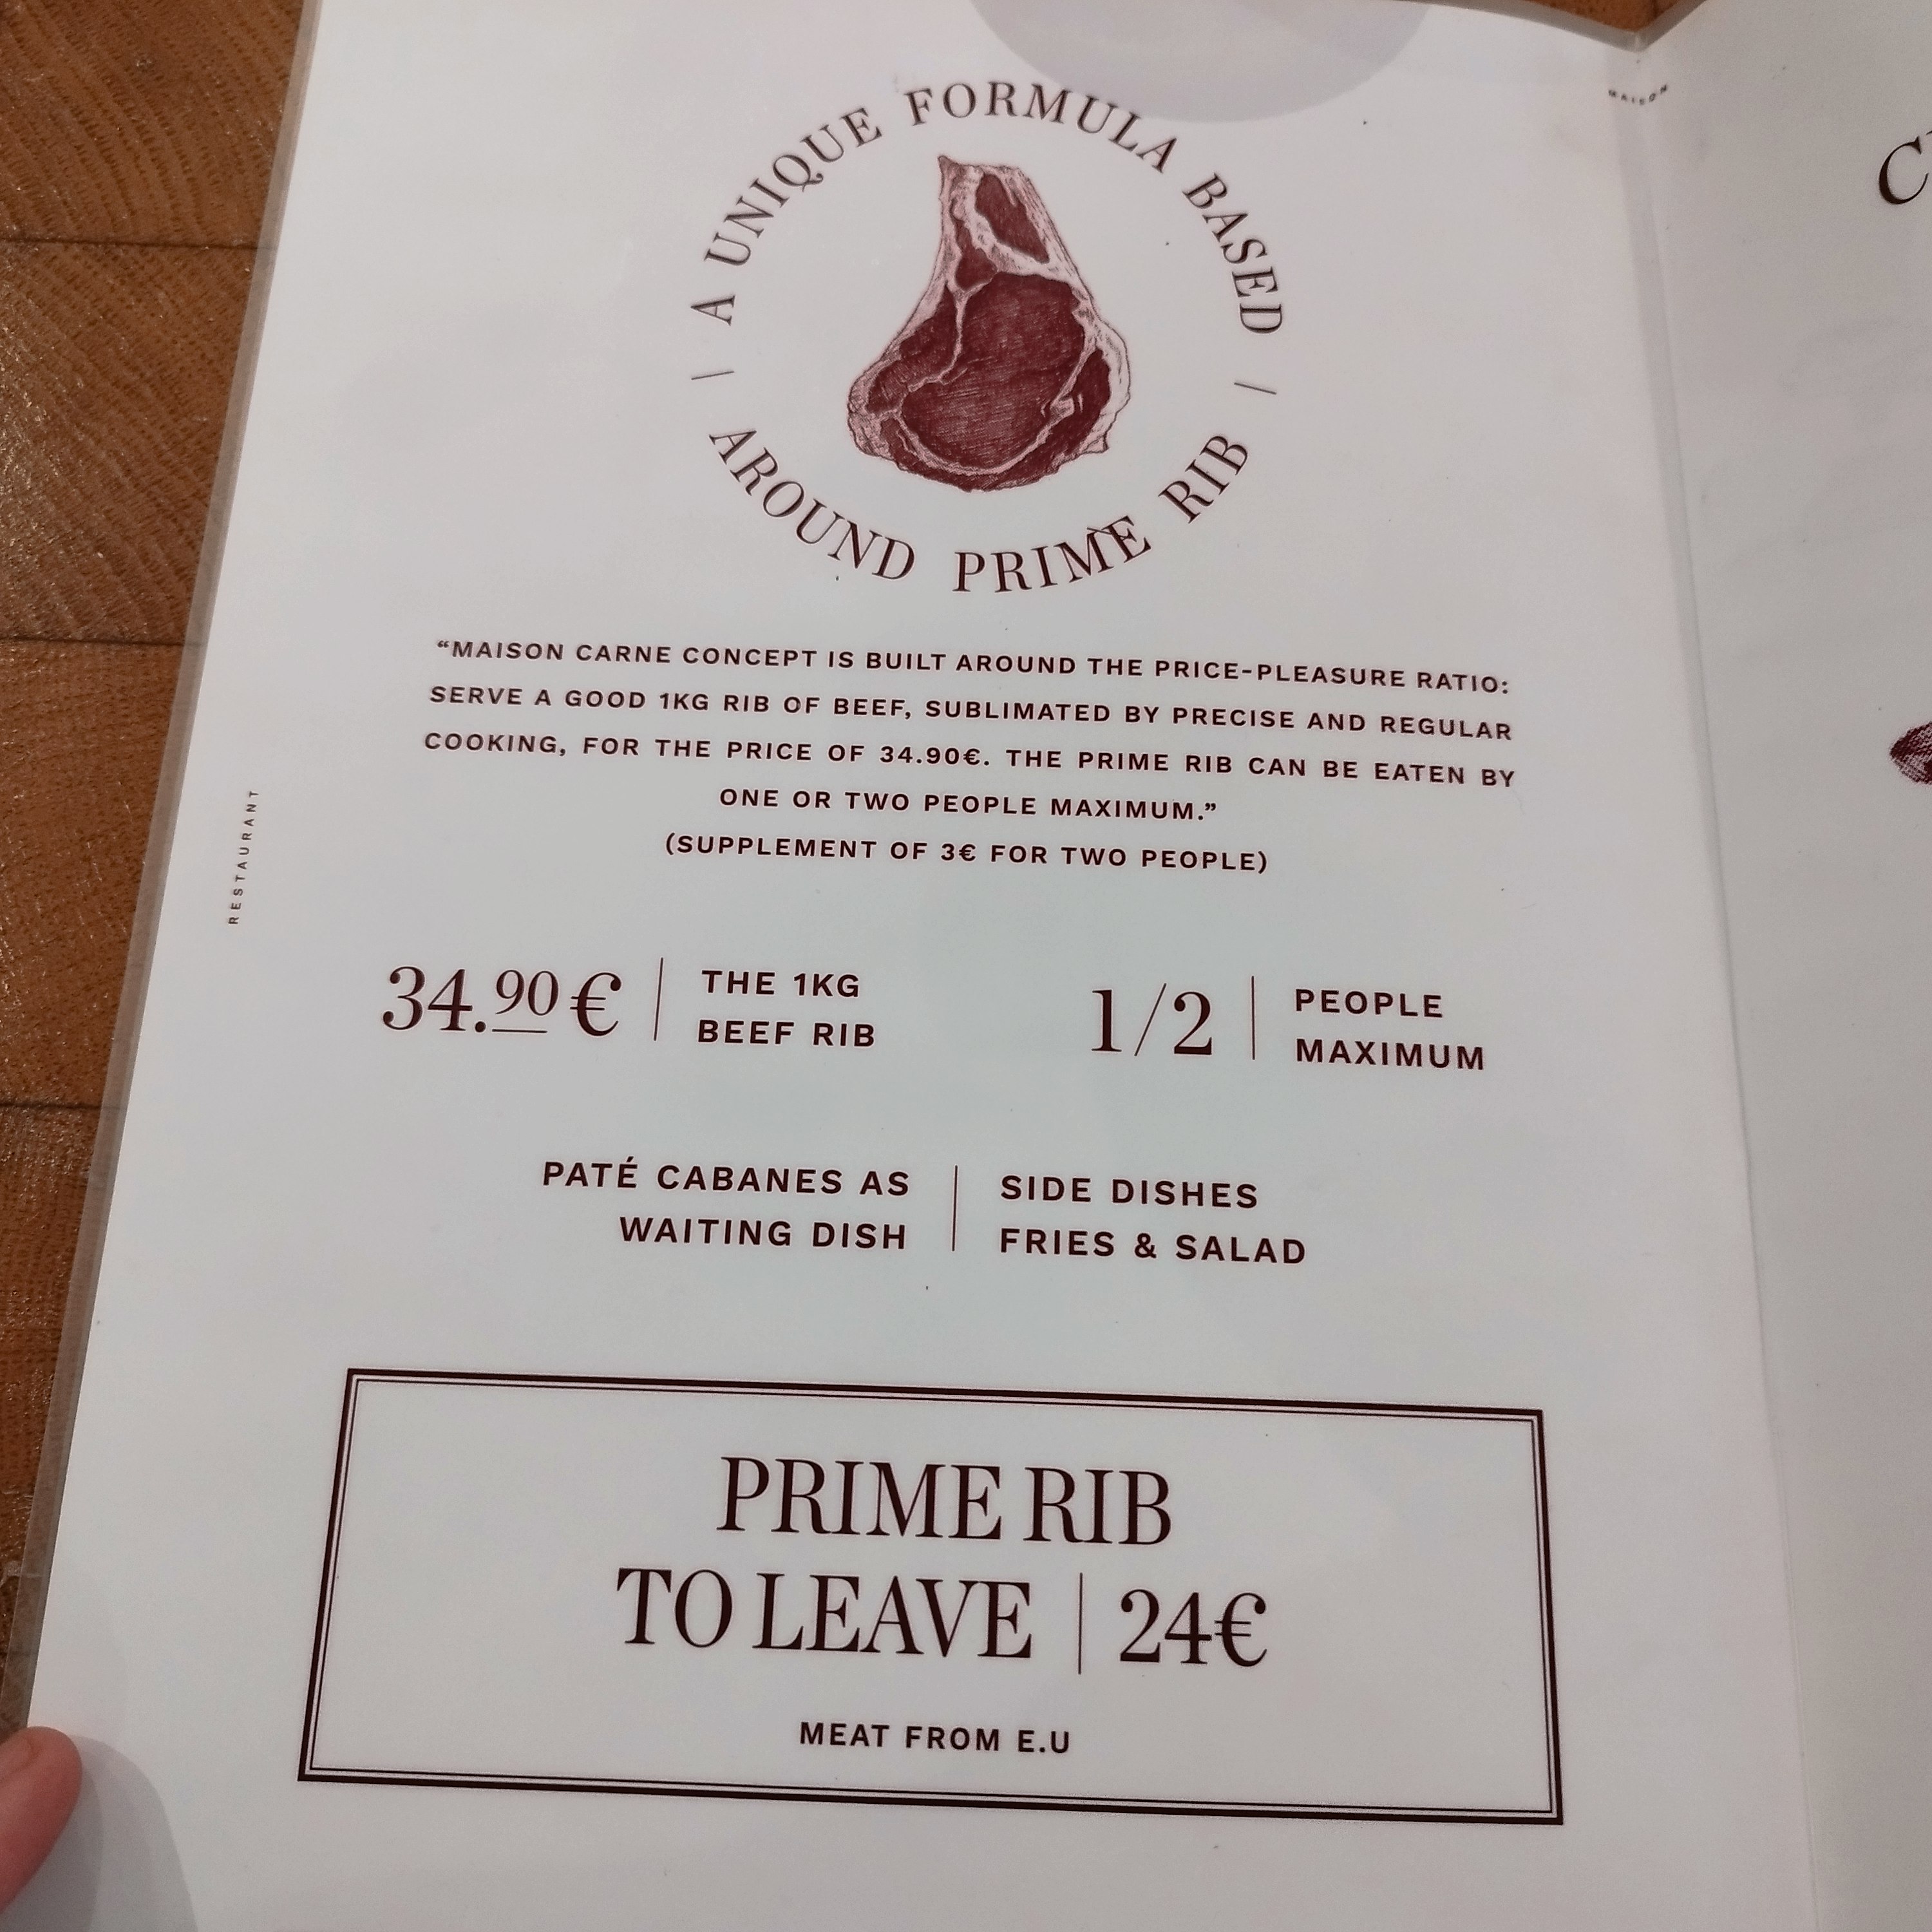 A UNIQUE FORMULA BASED
AROUND PRIME RIB
MAISON
"MAISON CARNE CONCEPT IS BUILT AROUND THE PRICE-PLEASURE RATIO:
SERVE A GOOD 1KG RIB OF BEEF, SUBLIMATED BY PRECISE AND REGULAR
COOKING, FOR THE PRICE OF 34.90€. THE PRIME RIB CAN BE EATEN BY
ONE OR TWO PEOPLE MAXIMUM."
(SUPPLEMENT OF 3€ FOR TWO PEOPLE)
RESTAURANT
34.90€ | THE 1KG
BEEF RIB
1/2 | PEOPLE
MAXIMUM
PATÉ CABANES AS
WAITING DISH
SIDE DISHES
FRIES & SALAD
PRIME RIB
TO LEAVE | 24€
MEAT FROM E.U